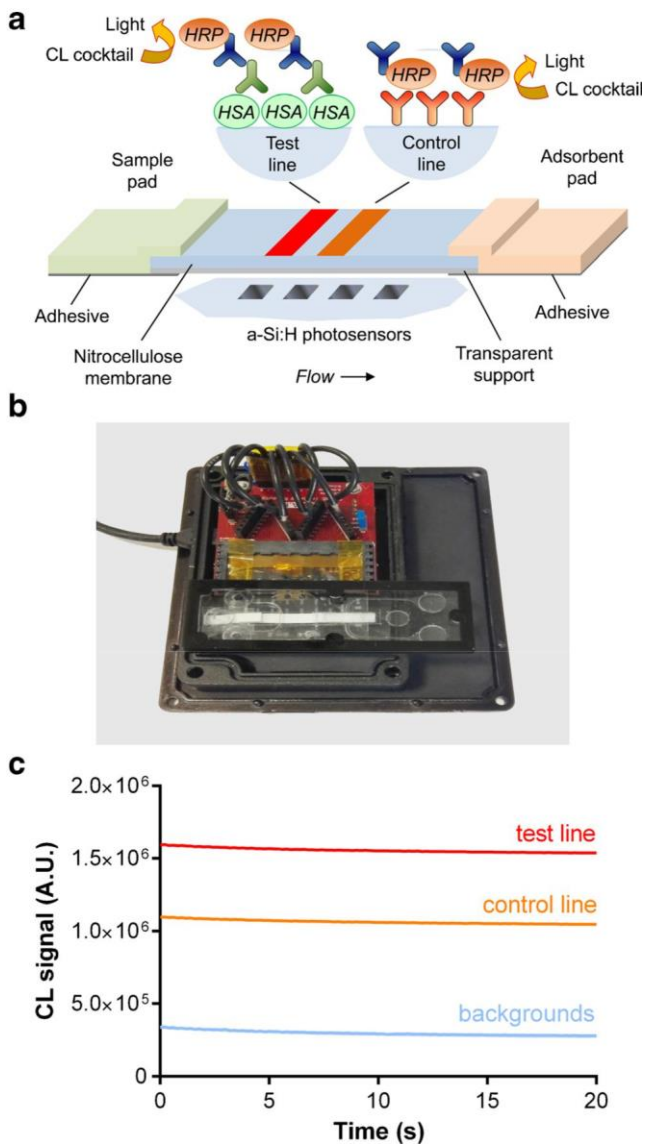 a
Light
CL cocktail
HRP HRP
HSA HSA HSA
Test
line
HRP HRP
Control
line
Light
CL cocktail
Sample
pad
Adsorbent
pad
Adhesive
Nitrocellulose
membrane
a-Si:H photosensors
Flow
Transparent
support
Adhesive
b
c
CL signal (A.U.)
2.0×10⁶
1.5×10⁶
1.0×10⁶
5.0×10⁵
0
test line
control line
backgrounds
0 5 10 15 20
Time (s)